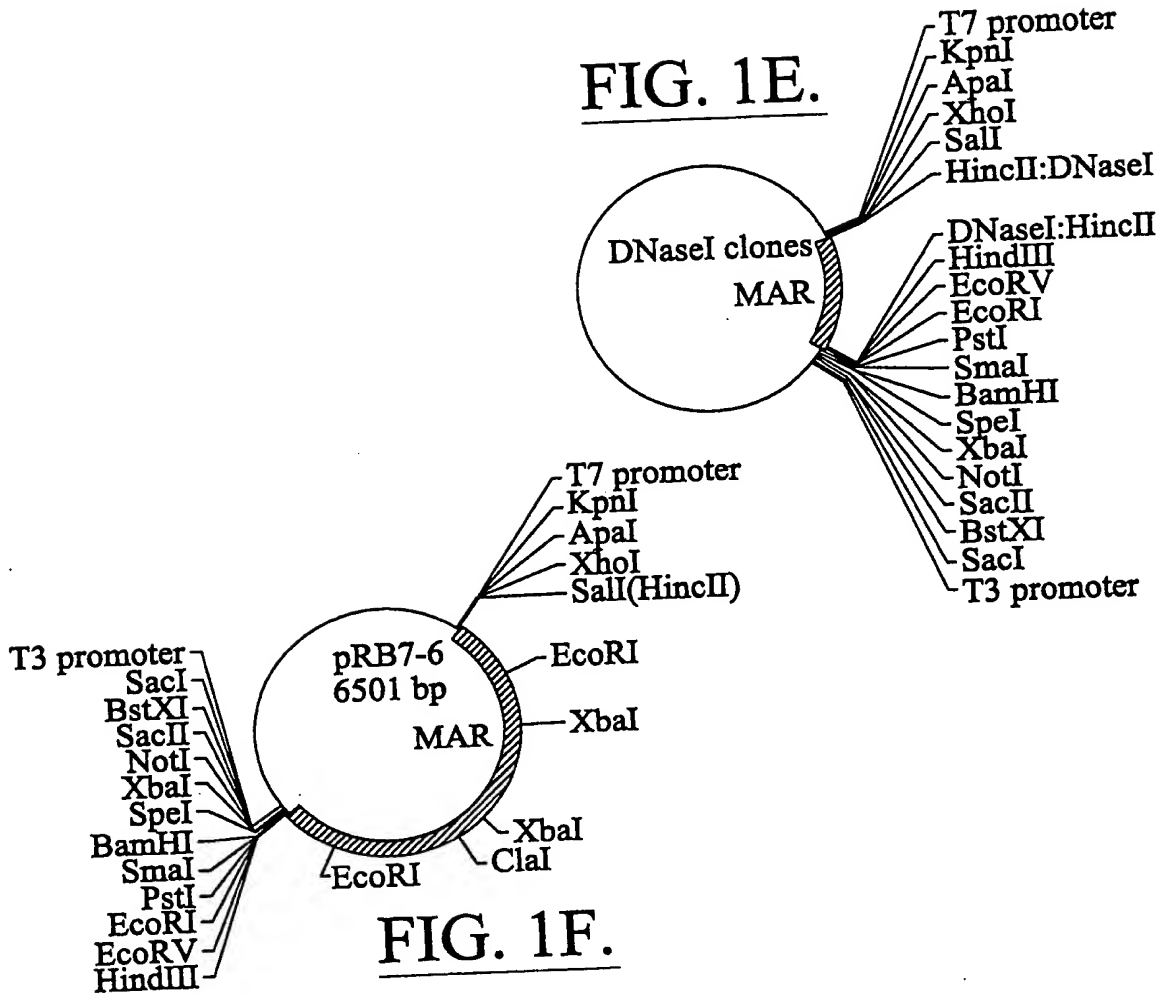 FIG. 1E.
T7 promoter
KpnI
ApaI
XhoI
SalI
HincII:DNaseI
DNaseI clones
MAR
DNaseI:HincII
HindIII
EcoRV
EcoRI
PstI
SmaI
BamHI
SpeI
XbaI
NotI
SacII
BstXI
SacI
T3 promoter
T7 promoter
KpnI
ApaI
XhoI
SalI(HincII)
pRB7-6
6501 bp
MAR
EcoRI
XbaI
XbaI
ClaI
EcoRI
T3 promoter
SacI
BstXI
SacII
NotI
XbaI
SpeI
BamHI
SmaI
PstI
EcoRI
EcoRV
HindIII
FIG. 1F.